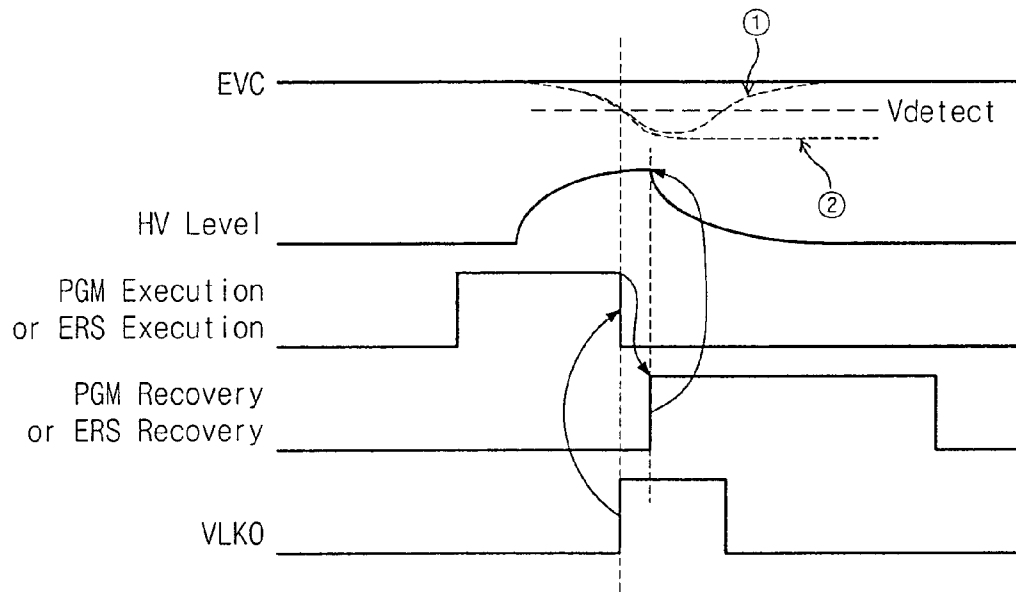 ①
EVC
Vdetect
②
HV Level
PGM Execution
or ERS Execution
PGM Recovery
or ERS Recovery
VLKO